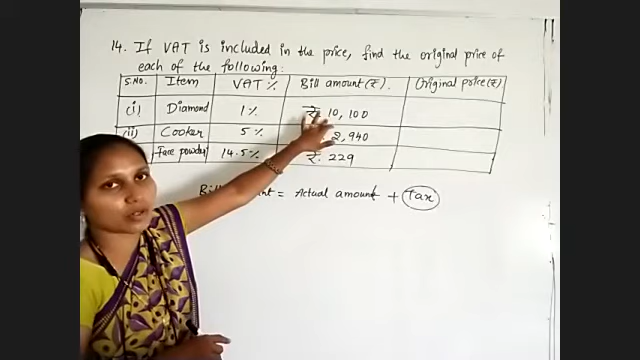 14. If VAT is included in the price, find the original price of
each of the following:
S.No. Item VAT % Bill amount (₹). Original price (₹)
(i) Diamond 1% ₹. 10,100
(ii) Cooker 5% 2,940
Face powder 14.5% ₹. 229
Bill = Actual amount + Tax